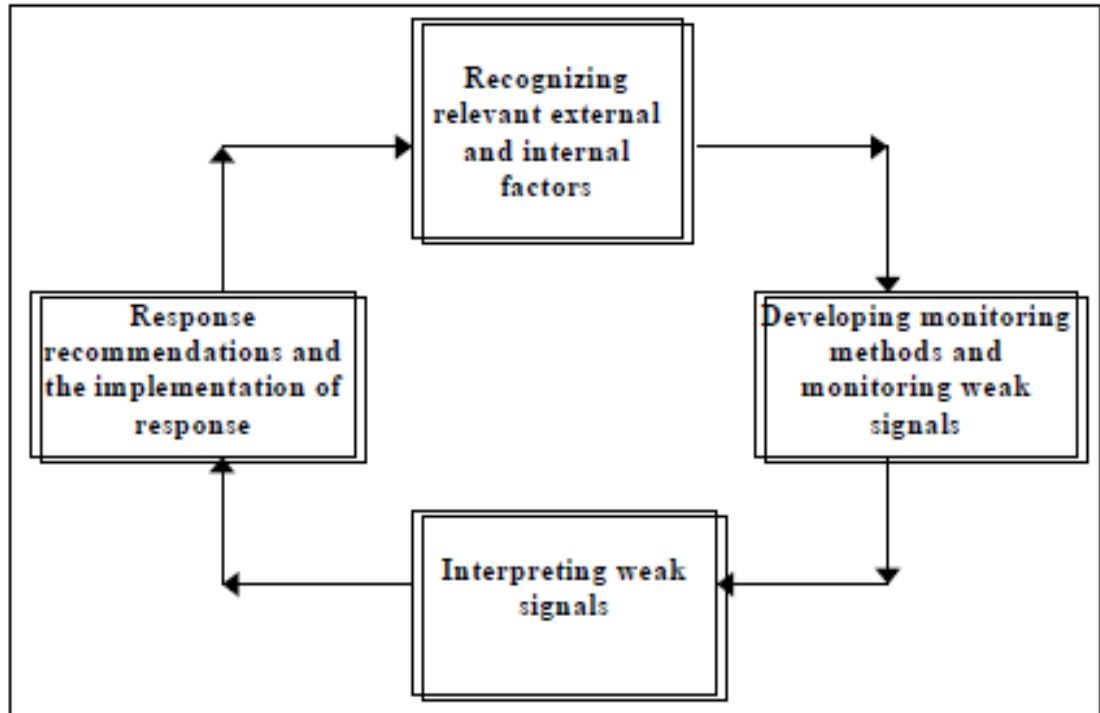 Recognizing
relevant external
and internal
factors
Response
recommendations and
the implementation of
response
Developing monitoring
methods and
monitoring weak
signals
Interpreting weak
signals